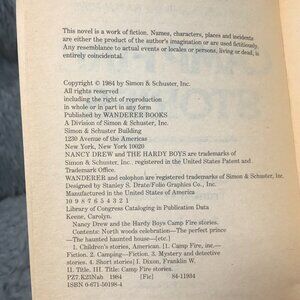 This novel is a work of fiction. Names, characters, places and incidents
are either the product of the author's imagination or are used fictitiously.
Any resemblance to actual events or locales or persons, living or dead, is
entirely coincidental.
Copyright © 1984 by Simon & Schuster, Inc.
All rights reserved
including the right of reproduction
in whole or in part in any form
Published by WANDERER BOOKS
A Division of Simon & Schuster, Inc.
Simon & Schuster Building
1230 Avenue of the Americas
New York, New York 10020
NANCY DREW and THE HARDY BOYS are trademarks of
Simon & Schuster, Inc. registered in the United States Patent and
Trademark Office.
WANDERER and colophon are registered trademarks of Simon & Schuster, Inc.
Designed by Stanley S. Drate/Folio Graphics Co., Inc.
Manufactured in the United States of America
10 9 8 7 6 5 4 3 2 1
Library of Congress Cataloging in Publication Data
Keene, Carolyn.
Nancy Drew and the Hardy Boys Camp Fire stories.
Contents: North woods celebration—The perfect prince
—The haunted haunted house—[etc.]
1. Children's stories, American. [1. Camp Fire, inc.—
Fiction. 2. Camping—Fiction. 3. Mystery and detective
stories. 4. Short stories] I. Dixon, Franklin W.
II. Title. III. Title: Camp Fire stories.
PZ7.K23Nab 1984 [Fic] 84-11934
ISBN 0-671-50198-4